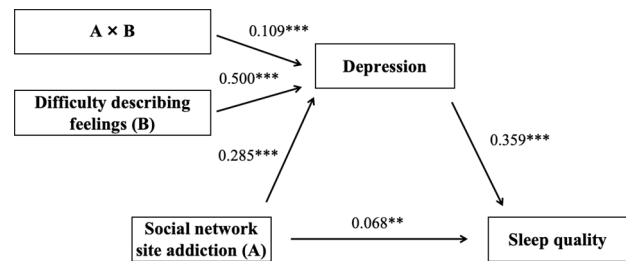 A × B
0.109***
Depression
0.500***
Difficulty describing
feelings (B)
0.285***
0.359***
Social network
site addiction (A)
0.068**
Sleep quality